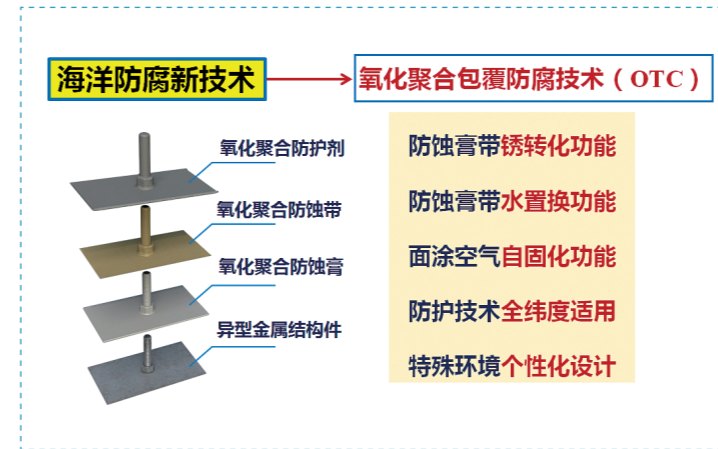 海洋防腐新技术
氧化聚合包覆防腐技术（OTC）
氧化聚合防护剂
氧化聚合防蚀带
氧化聚合防蚀膏
异型金属结构件
防蚀膏带锈转化功能
防蚀膏带水置换功能
面涂空气自固化功能
防护技术全纬度适用
特殊环境个性化设计